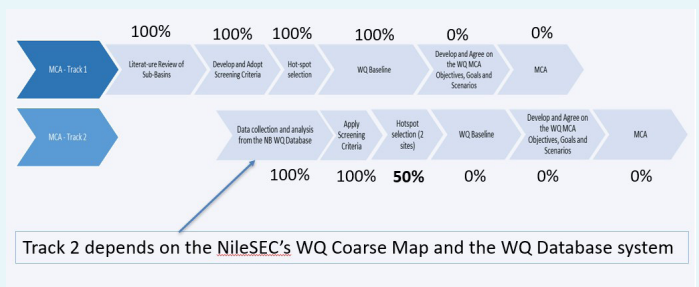 100%
100%
100%
100%
0%
0%
MCA - Track 1
Literat-ure Review of
Sub-Basins
Develop and Adopt
Screening Criteria
Hot-spot
selection
WQ Baseline
Develop and Agree on
the WQ MCA
Objectives, Goals and
Scenarios
MCA
MCA - Track 2
Data collection and analysis
from the NB WQ Database
Apply
Screening
Criteria
Hotspot
selection (2
sites)
WQ Baseline
Develop and Agree on
the WQ MCA
Objectives, Goals and
Scenarios
MCA
100%
100%
50%
0%
0%
0%
Track 2 depends on the NileSEC's WQ Coarse Map and the WQ Database system